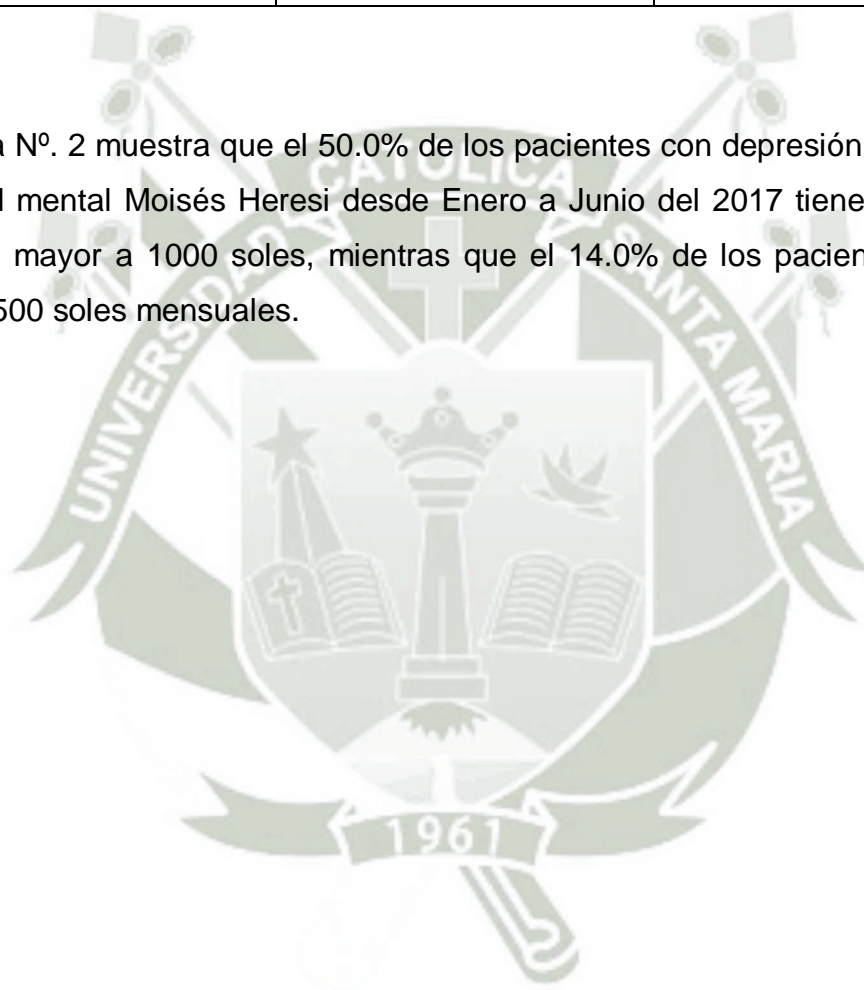 a Nº. 2 muestra que el 50.0% de los pacientes con depresión
l mental Moisés Heresi desde Enero a Junio del 2017 tiene
mayor a 1000 soles, mientras que el 14.0% de los pacien
500 soles mensuales.
UNIVERSIDAD CATOLICA SANTA MARIA
1961